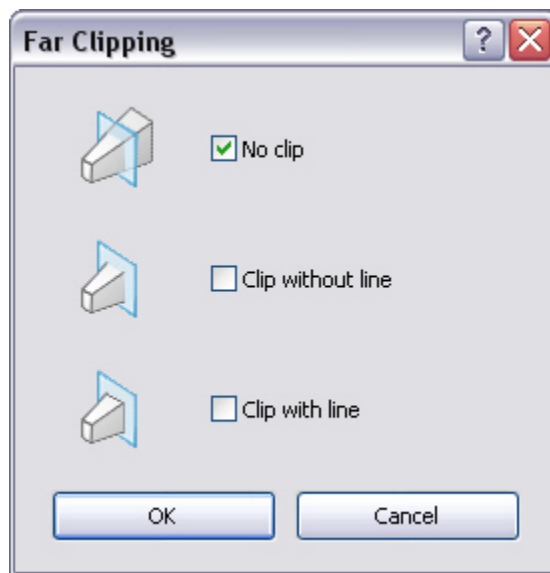 Far Clipping
?
No clip
Clip without line
Clip with line
OK
Cancel